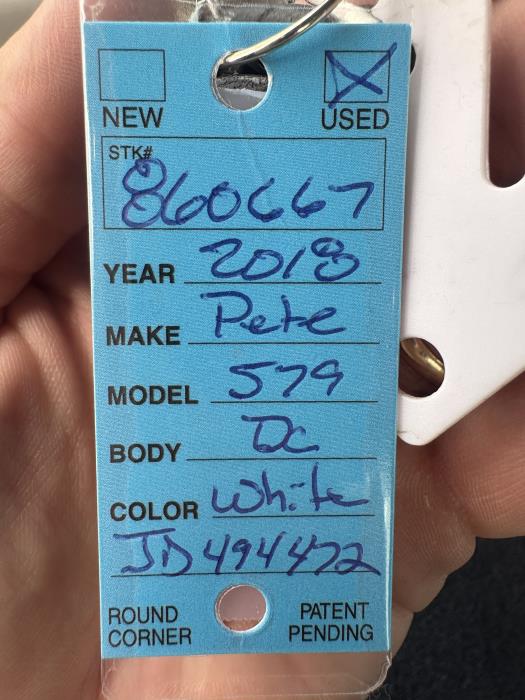 NEW USED
STK#
860667
YEAR 2018
MAKE Pete
MODEL 579
BODY DC
COLOR White
JD494472
ROUND CORNER PATENT PENDING